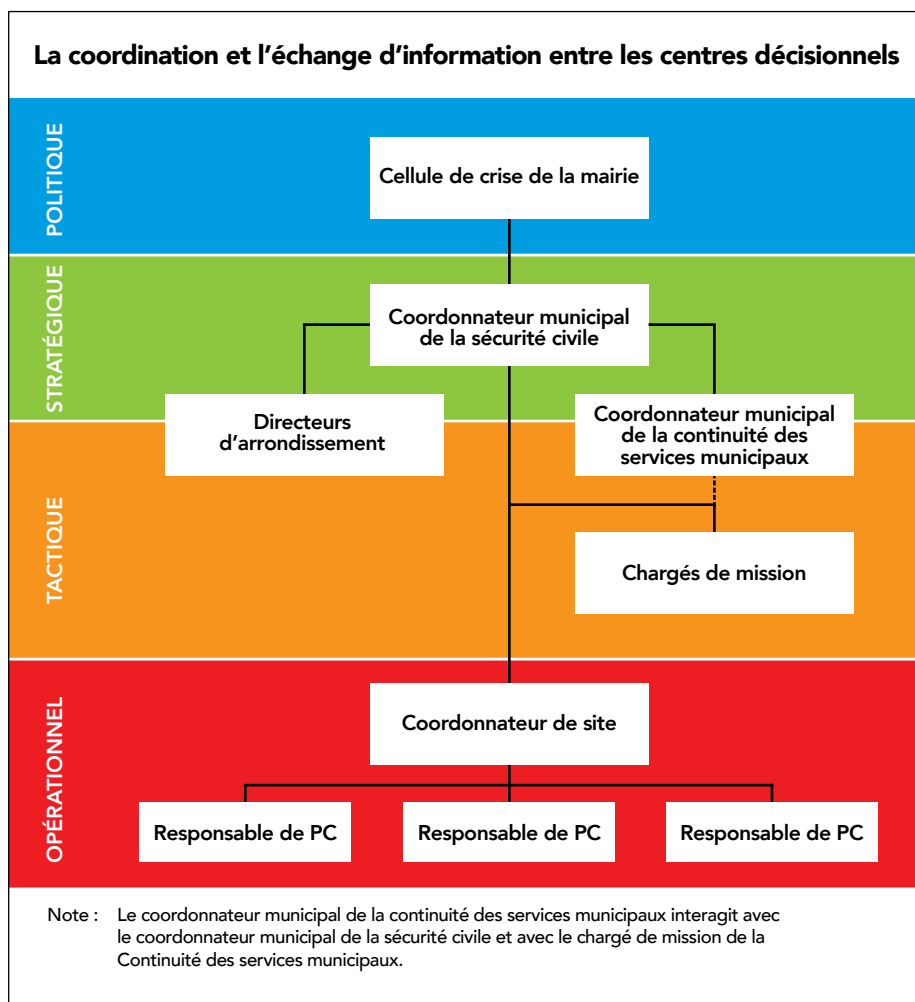 La coordination et l'échange d'information entre les centres décisionnels
POLITIQUE
Cellule de crise de la mairie
STRATÉGIQUE
Coordonnateur municipal
de la sécurité civile
Directeurs
d'arrondissement
Coordonnateur municipal
de la continuité des
services municipaux
TACTIQUE
Chargés de mission
OPÉRATIONNEL
Coordonnateur de site
Responsable de PC
Responsable de PC
Responsable de PC
Note : Le coordonnateur municipal de la continuité des services municipaux interagit avec
le coordonnateur municipal de la sécurité civile et avec le chargé de mission de la
Continuité des services municipaux.